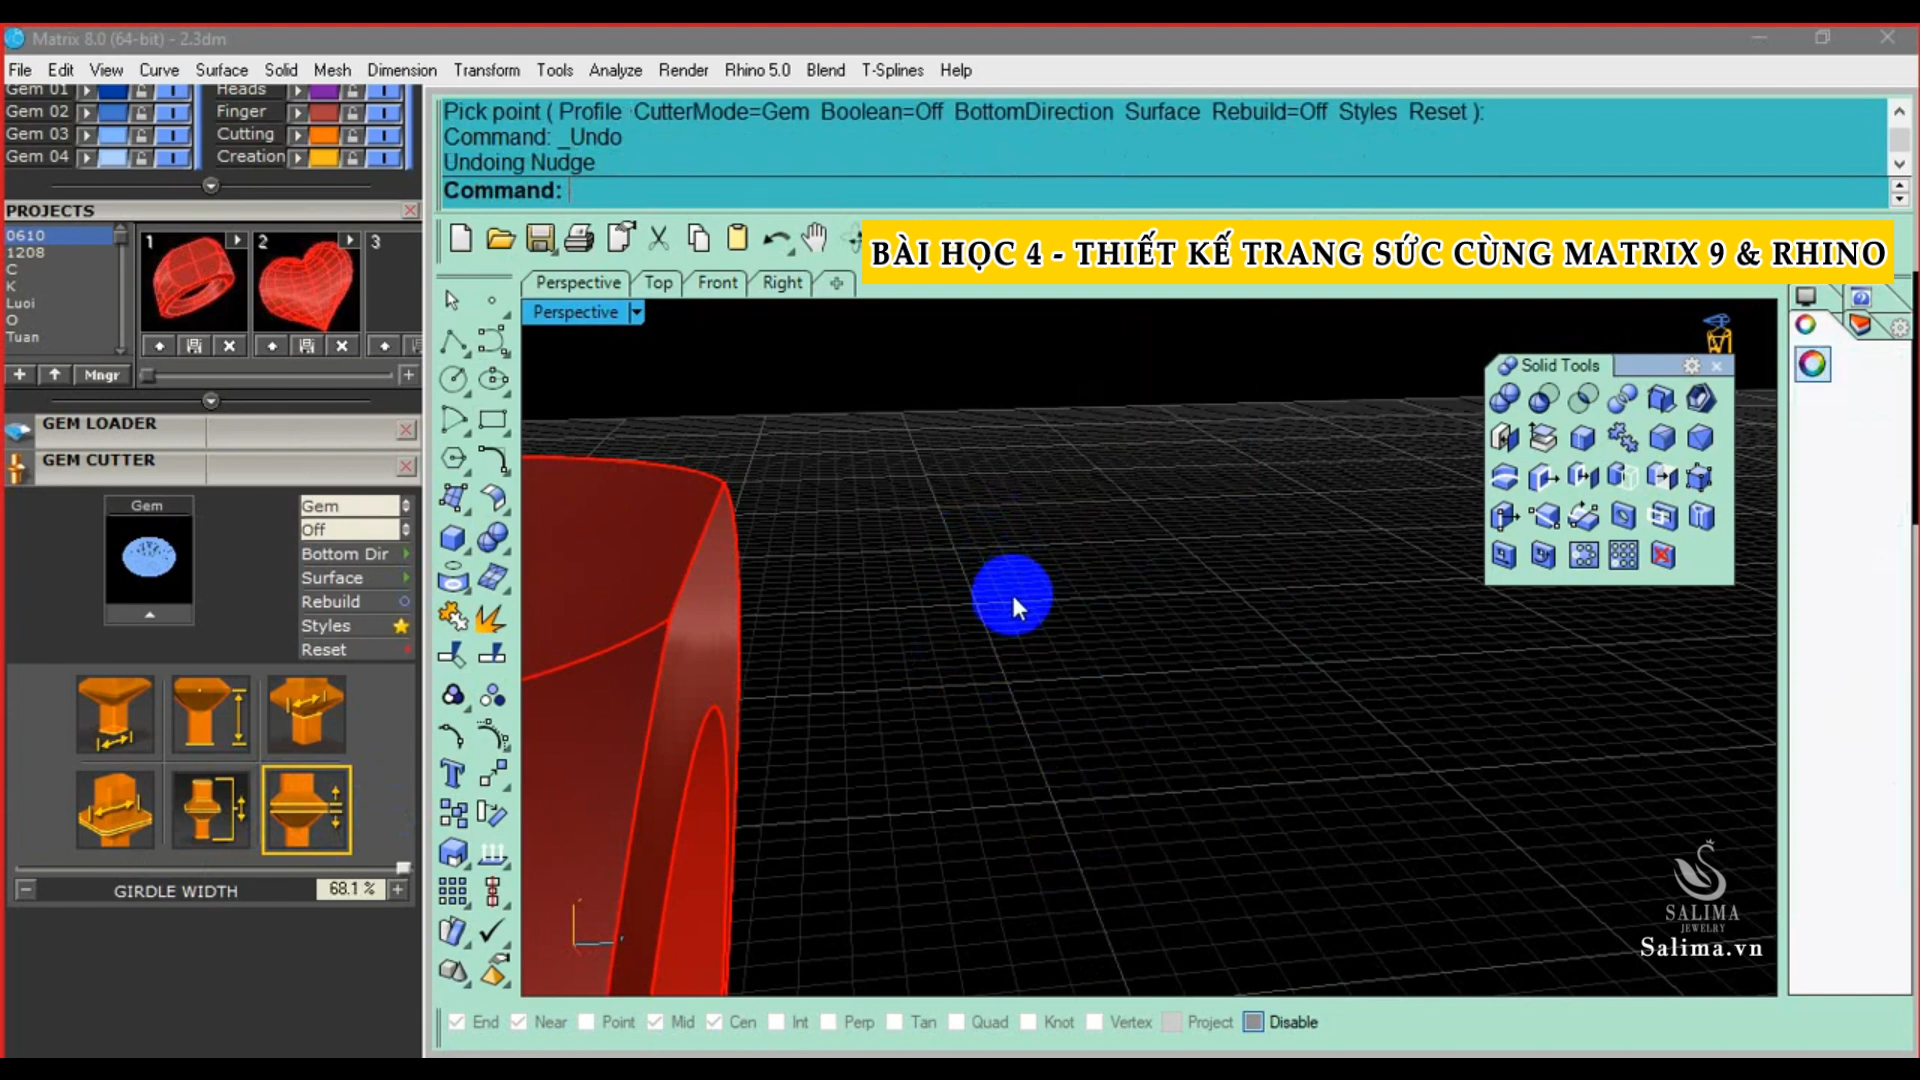 Matrix 8.0 (64-bit) - 2.3dm
File Edit View Curve Surface Solid Mesh Dimension Transform Tools Analyze Render Rhino 5.0 Blend T-Splines Help
Gem 01 Heads
Gem 02 Finger
Gem 03 Cutting
Gem 04 Creation
Pick point ( Profile CutterMode=Gem Boolean=Off BottomDirection Surface Rebuild=Off Styles Reset ):
Command: _Undo
Undoing Nudge
Command:
PROJECTS
0610
1208
C
K
Luoi
O
Tuan
1 2 3
Mngr
BÀI HỌC 4 - THIẾT KẾ TRANG SỨC CÙNG MATRIX 9 & RHINO
Perspective Top Front Right
Perspective
Solid Tools
GEM LOADER
GEM CUTTER
Gem
Gem
Off
Bottom Dir
Surface
Rebuild
Styles
Reset
GIRDLE WIDTH 68.1 %
SALIMA
JEWELRY
Salima.vn
End Near Point Mid Cen Int Perp Tan Quad Knot Vertex Project Disable